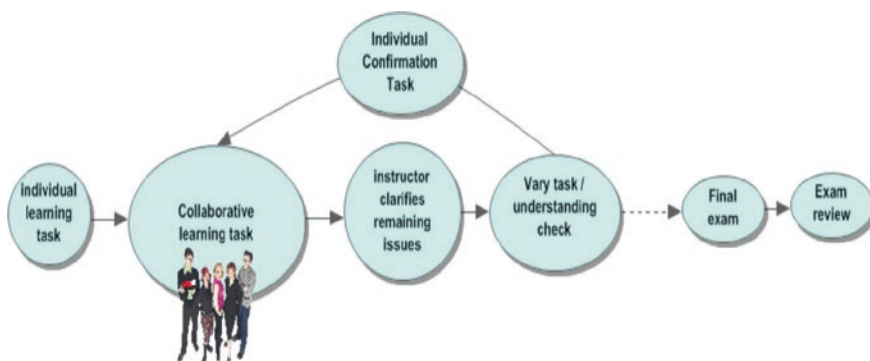 Individual
Confirmation
Task
individual
learning
task
Collaborative
learning task
instructor
clarifies
remaining
issues
Vary task /
understanding
check
Final
exam
Exam
review